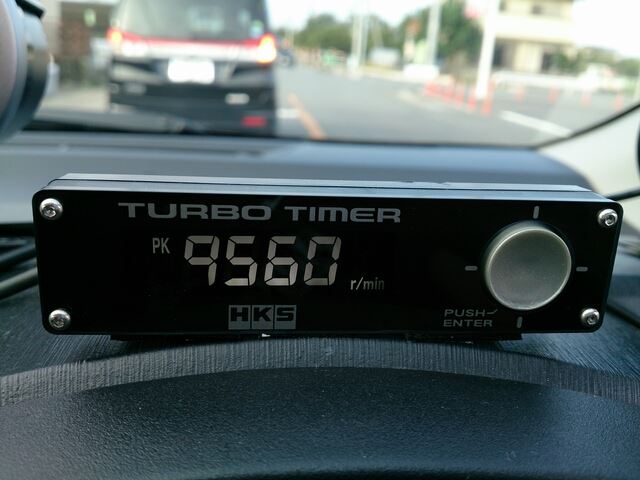 TURBO TIMER
PK 9560 r/min
HKS
PUSH
ENTER